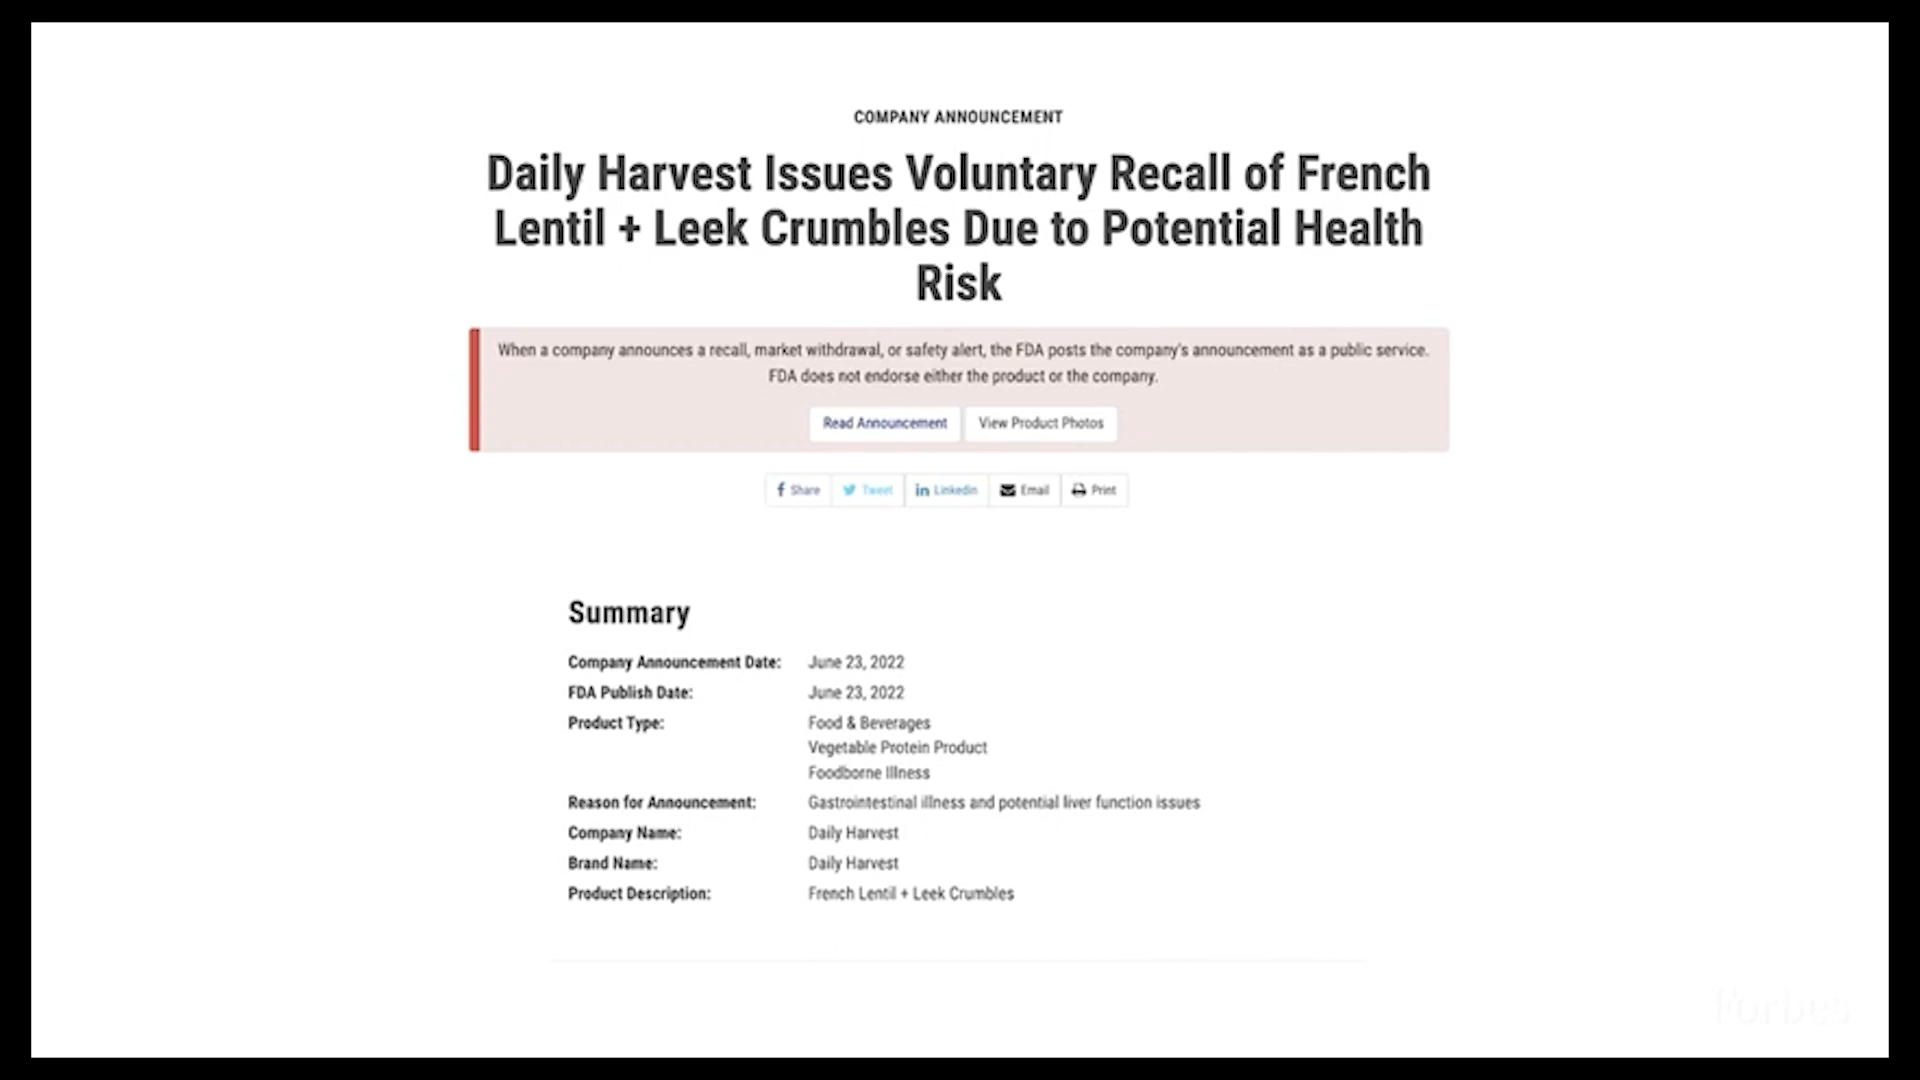 COMPANY ANNOUNCEMENT
Daily Harvest Issues Voluntary Recall of French
Lentil + Leek Crumbles Due to Potential Health
Risk
When a company announces a recall, market withdrawal, or safety alert, the FDA posts the company's announcement as a public service.
FDA does not endorse either the product or the company.
Read Announcement View Product Photos
Share Tweet Linkedin Email Print
Summary
Company Announcement Date: June 23, 2022
FDA Publish Date: June 23, 2022
Product Type: Food & Beverages
Vegetable Protein Product
Foodborne Illness
Reason for Announcement: Gastrointestinal illness and potential liver function issues
Company Name: Daily Harvest
Brand Name: Daily Harvest
Product Description: French Lentil + Leek Crumbles
Forbes